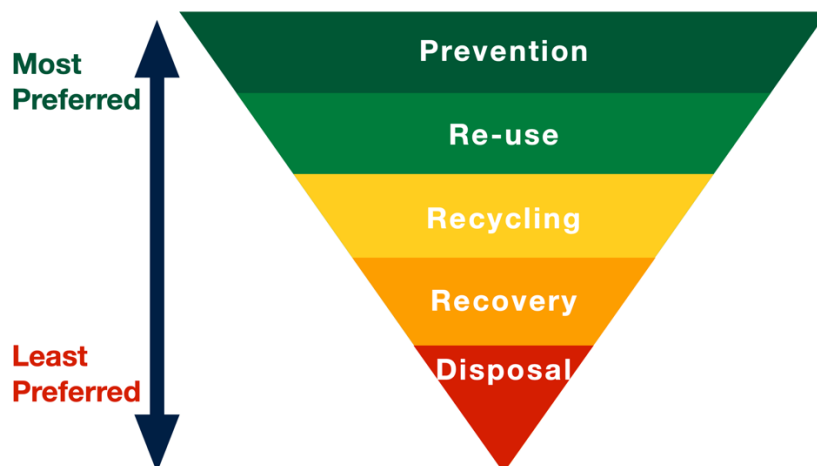 Most
Preferred
Prevention
Re-use
Recycling
Recovery
Disposal
Least
Preferred